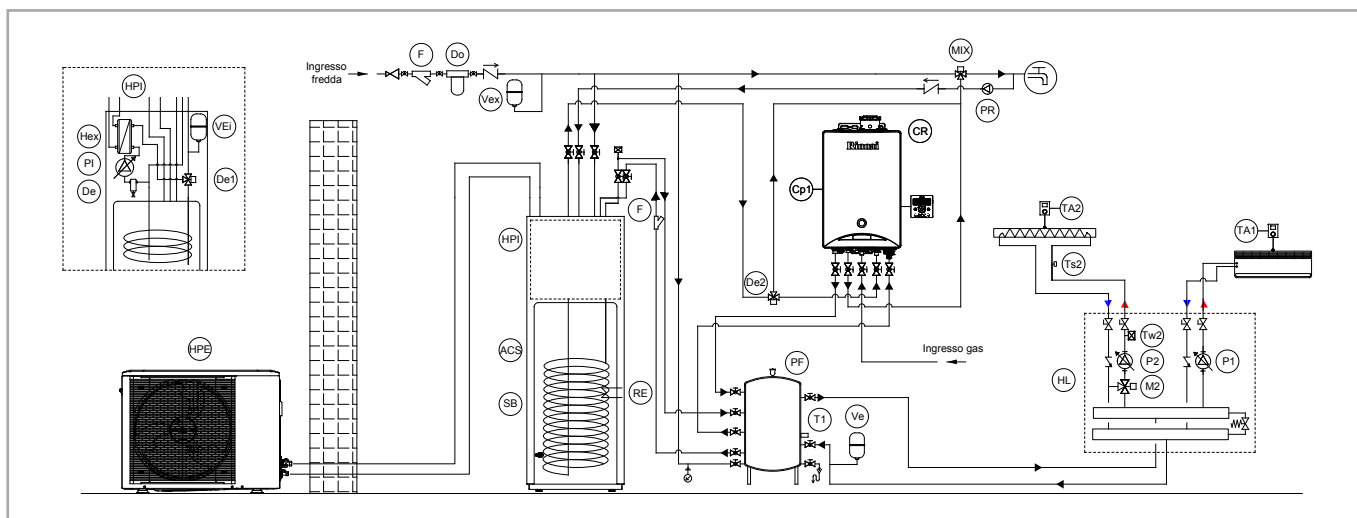 Ingresso
fredda
F
Do
Vex
MIX
PR
HPI
Hex
PI
De
VEi
De1
CR
Rinnai
Cp1
F
HPI
De2
TA2
Ts2
TA1
HPE
ACS
SB
RE
PF
T1
Ve
Ingresso gas
HL
Tw2
P2
M2
P1